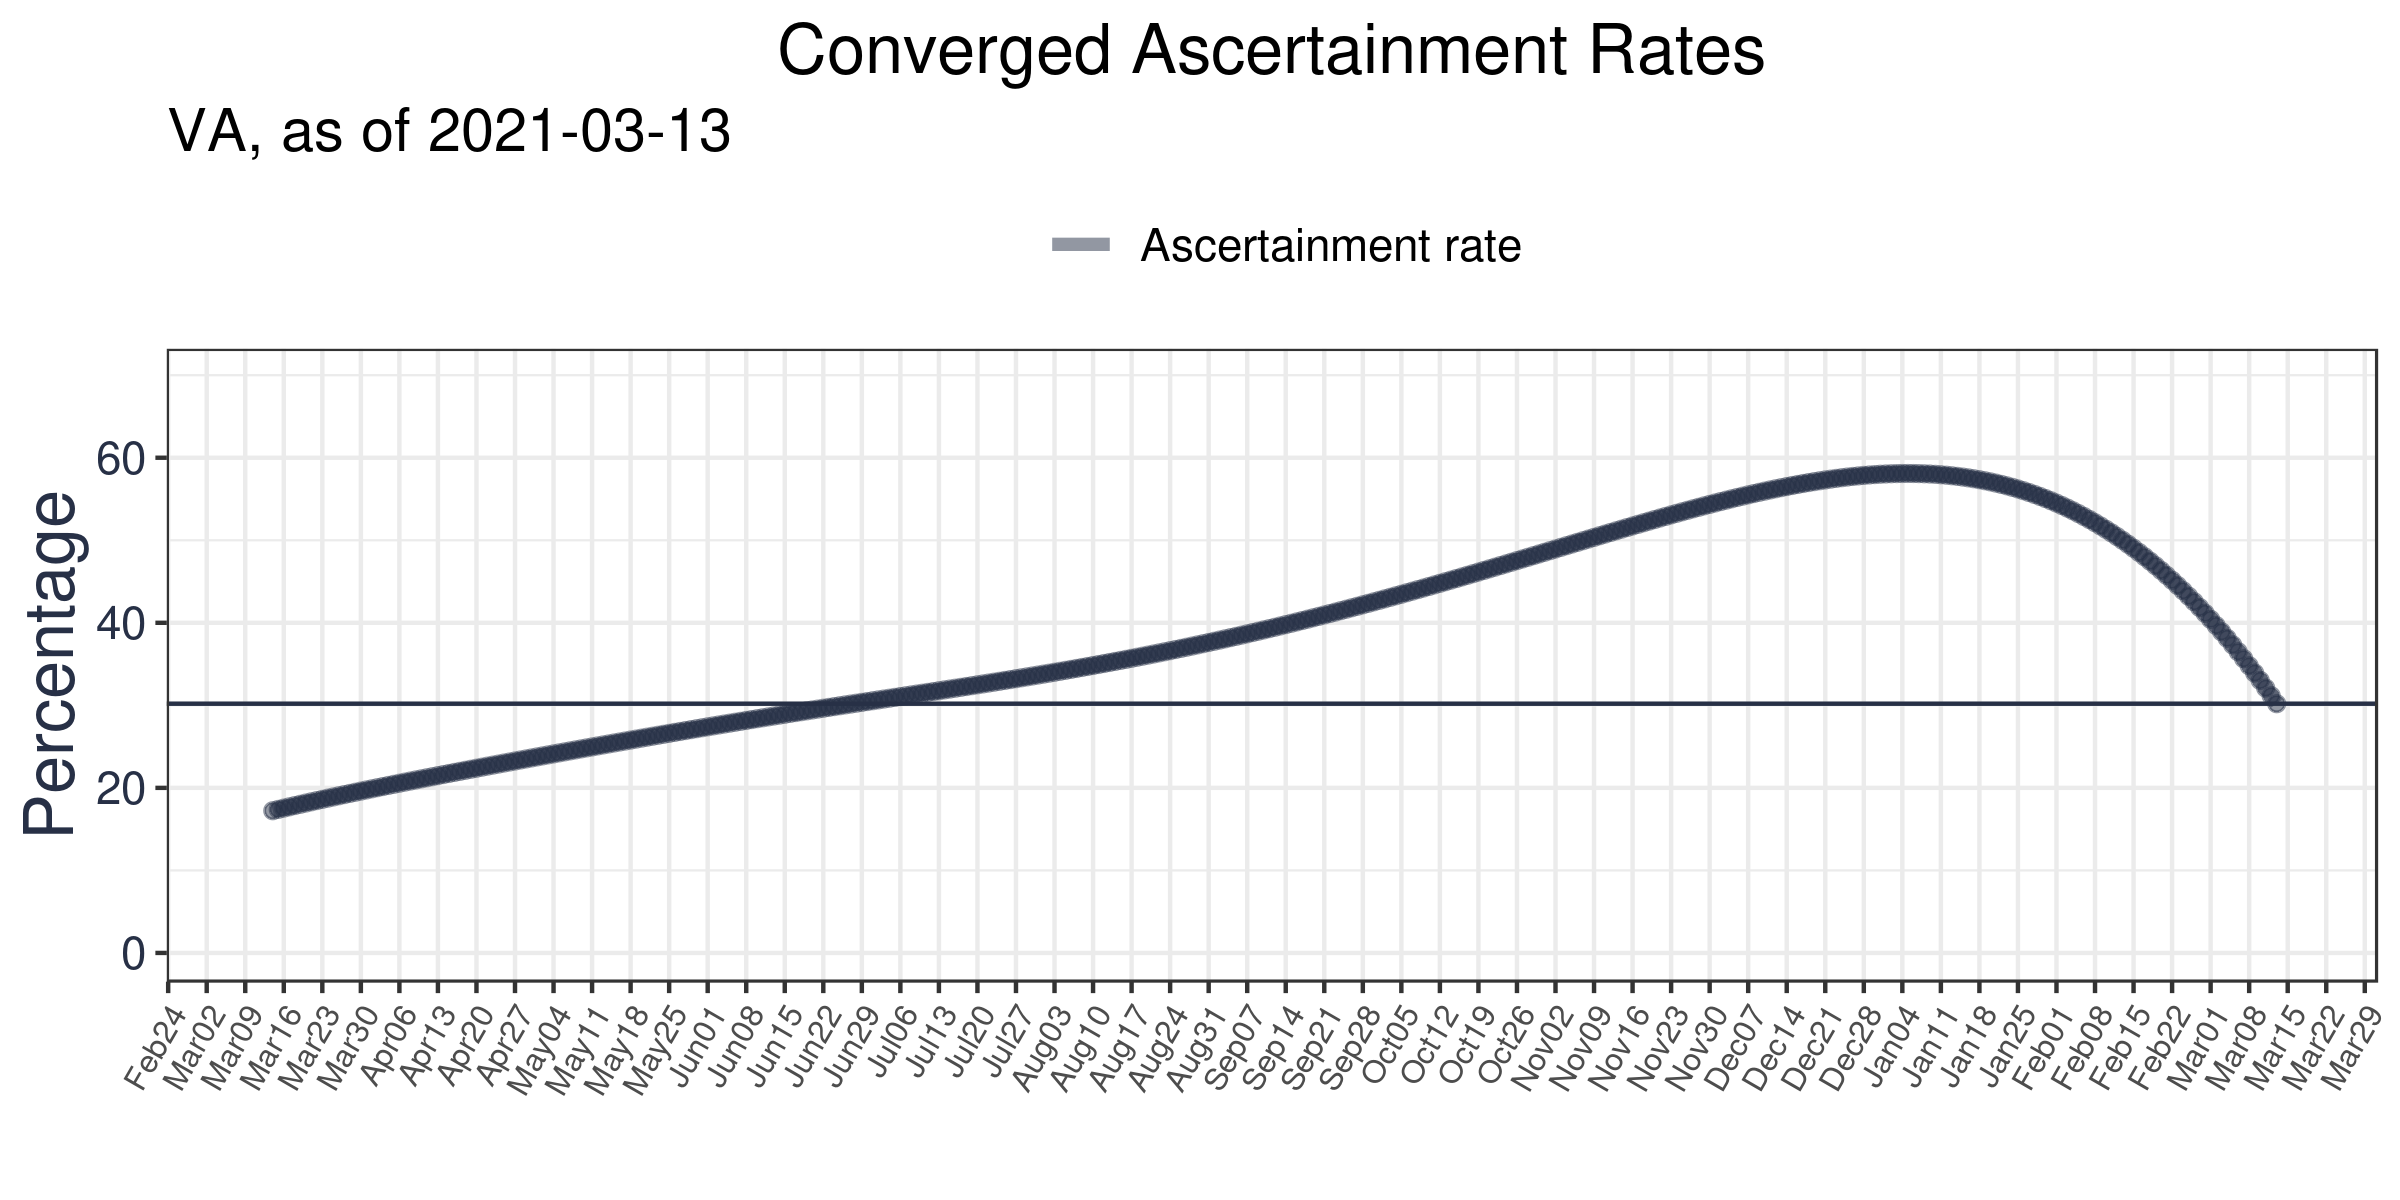 Converged Ascertainment Rates
VA, as of 2021-03-13
Ascertainment rate
Percentage
60
40
20
0
Feb24
Mar02
Mar09
Mar16
Mar23
Mar30
Apr06
Apr13
Apr20
Apr27
May04
May11
May18
May25
Jun01
Jun08
Jun15
Jun22
Jun29
Jul06
Jul13
Jul20
Jul27
Aug03
Aug10
Aug17
Aug24
Aug31
Sep07
Sep14
Sep21
Sep28
Oct05
Oct12
Oct19
Oct26
Nov02
Nov09
Nov16
Nov23
Nov30
Dec07
Dec14
Dec21
Dec28
Jan04
Jan11
Jan18
Jan25
Feb01
Feb08
Feb15
Feb22
Mar01
Mar08
Mar15
Mar22
Mar29